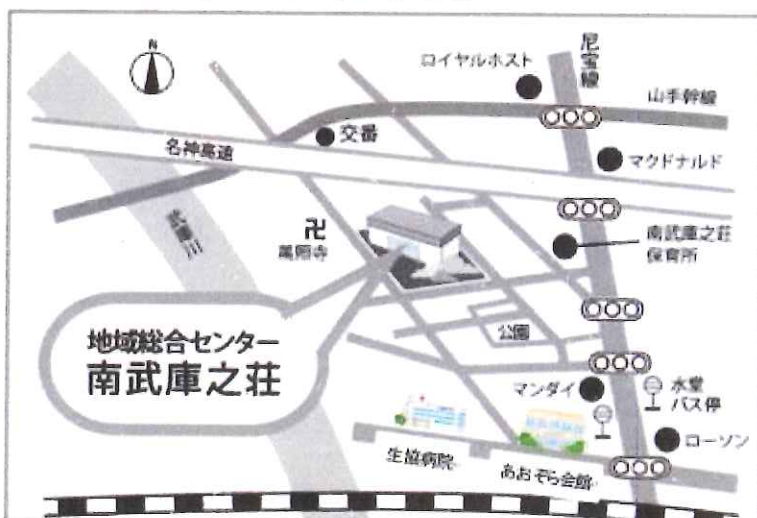 N
ロイヤルホスト
尼宝線
山手幹線
交番
名神高速
マクドナルド
武庫川
卍
萬照寺
南武庫之荘
保育所
地域総合センター
南武庫之荘
公園
マンダイ
水堂
バス停
ローソン
生協病院
あおぞら会館